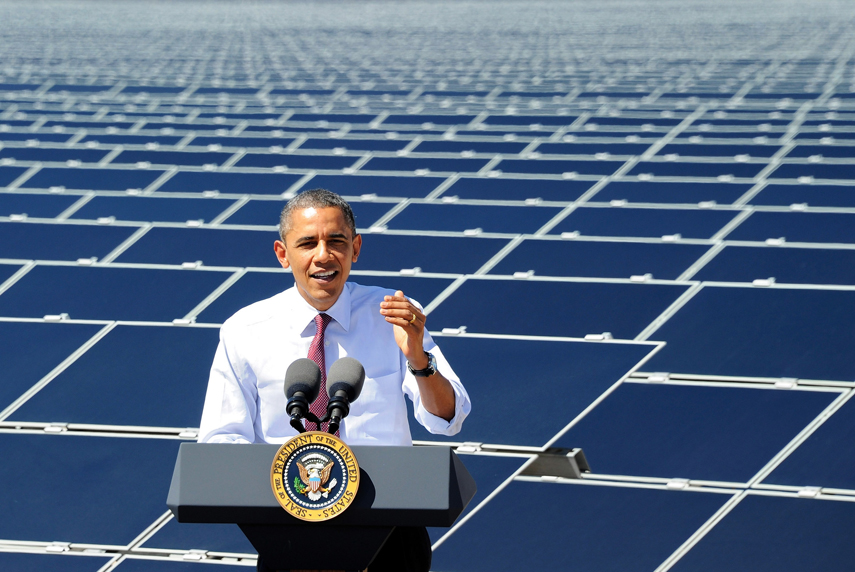 SEAL OF THE PRESIDENT OF THE UNITED STATES